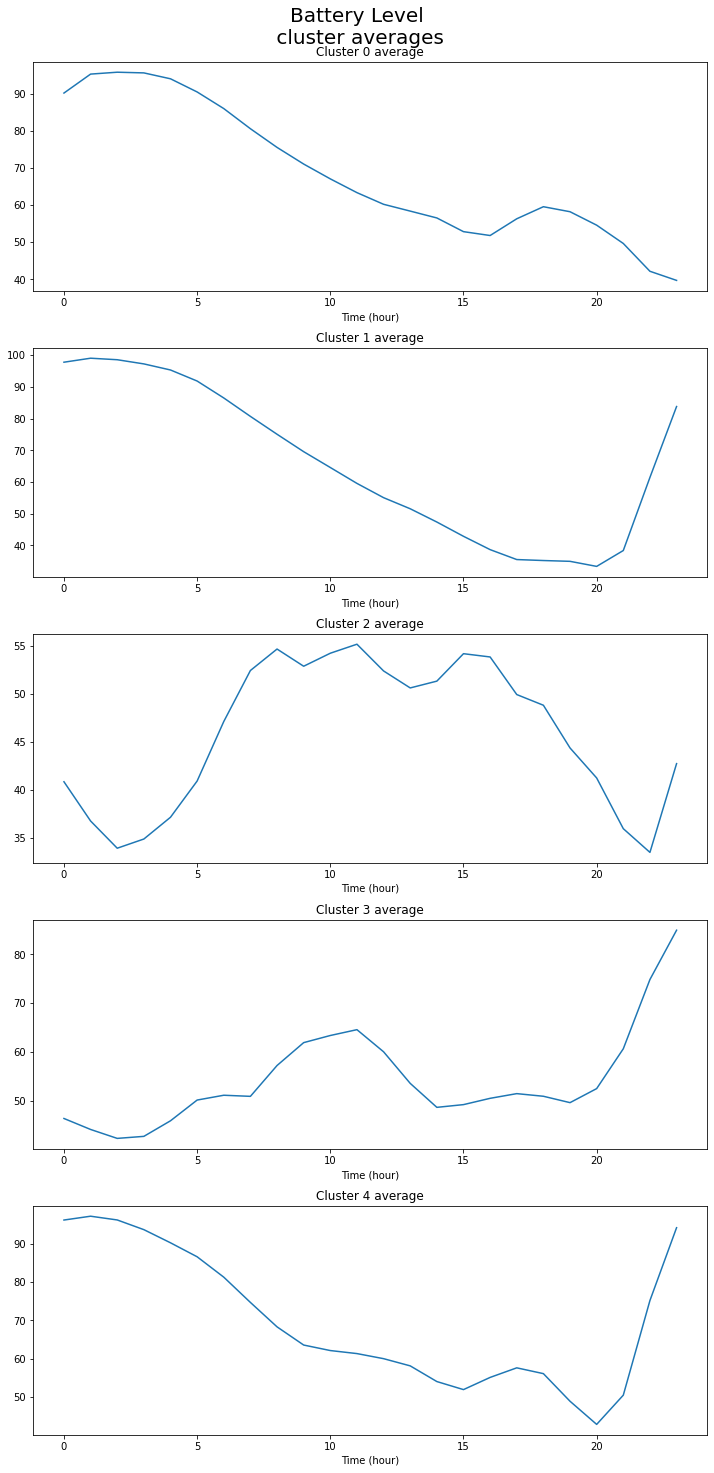 Battery Level
cluster averages
Cluster 0 average
90
80
70
60
50
40
0 5 10 15 20
Time (hour)
Cluster 1 average
100
90
80
70
60
50
40
0 5 10 15 20
Time (hour)
Cluster 2 average
55
50
45
40
35
0 5 10 15 20
Time (hour)
Cluster 3 average
80
70
60
50
0 5 10 15 20
Time (hour)
Cluster 4 average
90
80
70
60
50
0 5 10 15 20
Time (hour)